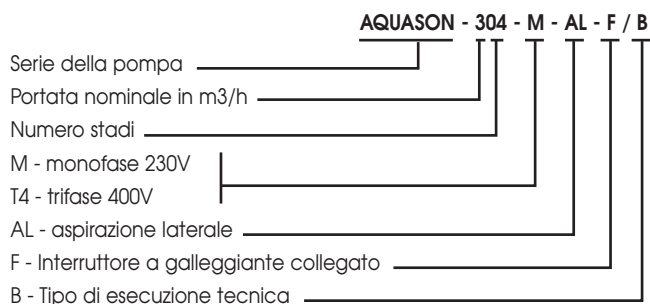 AQUASON - 304 - M - AL - F / B
Serie della pompa
Portata nominale in m3/h
Numero stadi
M - monofase 230V
T4 - trifase 400V
AL - aspirazione laterale
F - Interruttore a galleggiante collegato
B - Tipo di esecuzione tecnica